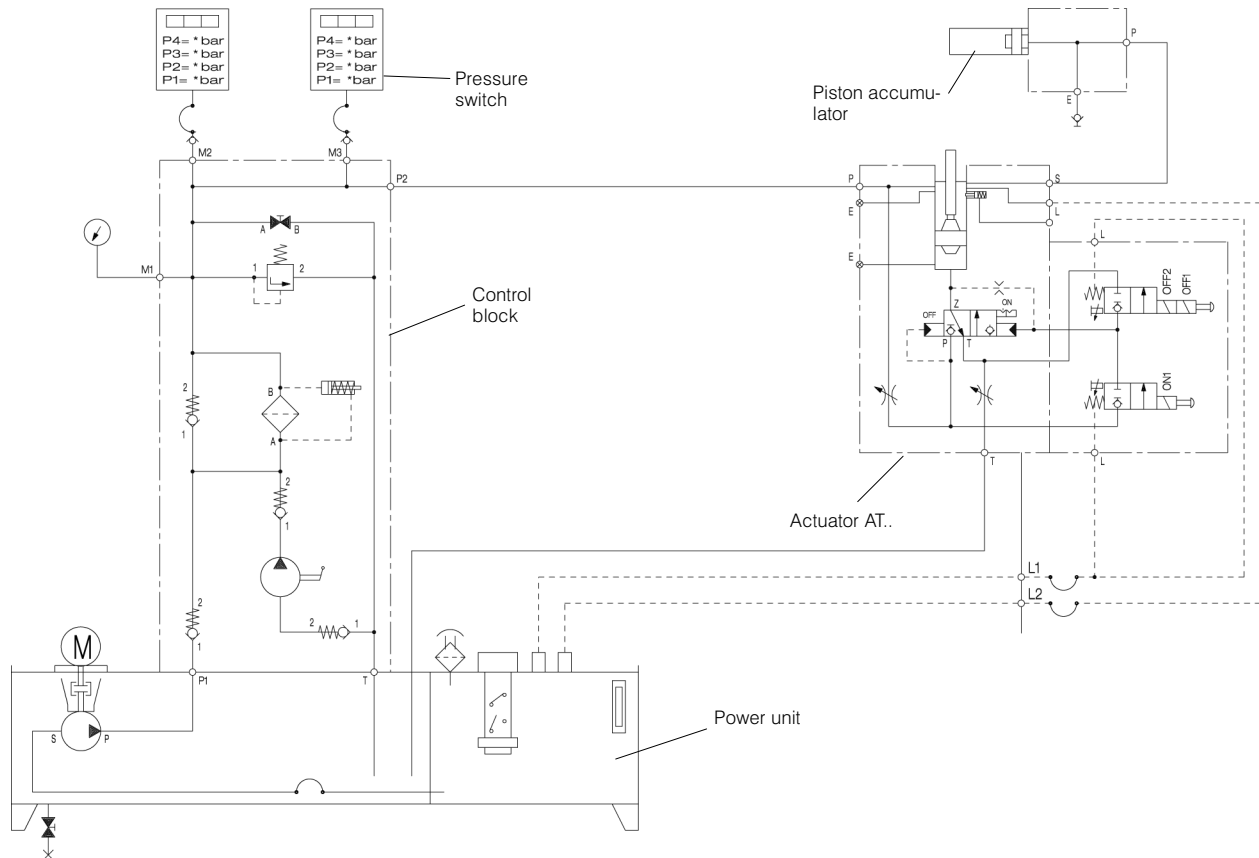 P4= * bar
P3= * bar
P2= * bar
P1= *bar
P4= * bar
P3= * bar
P2= * bar
P1= *bar
Pressure
switch
Piston accumu-
lator
P
E
M2
M3
P2
P
S
E
L
A
B
L
M1
1
2
E
OFF2
OFF1
Control
block
Z
ON
OFF
P
T
2
B
ON1
1
A
2
T
L
1
Actuator AT..
L1
L2
2
1
2
1
M
P1
T
S
P
Power unit